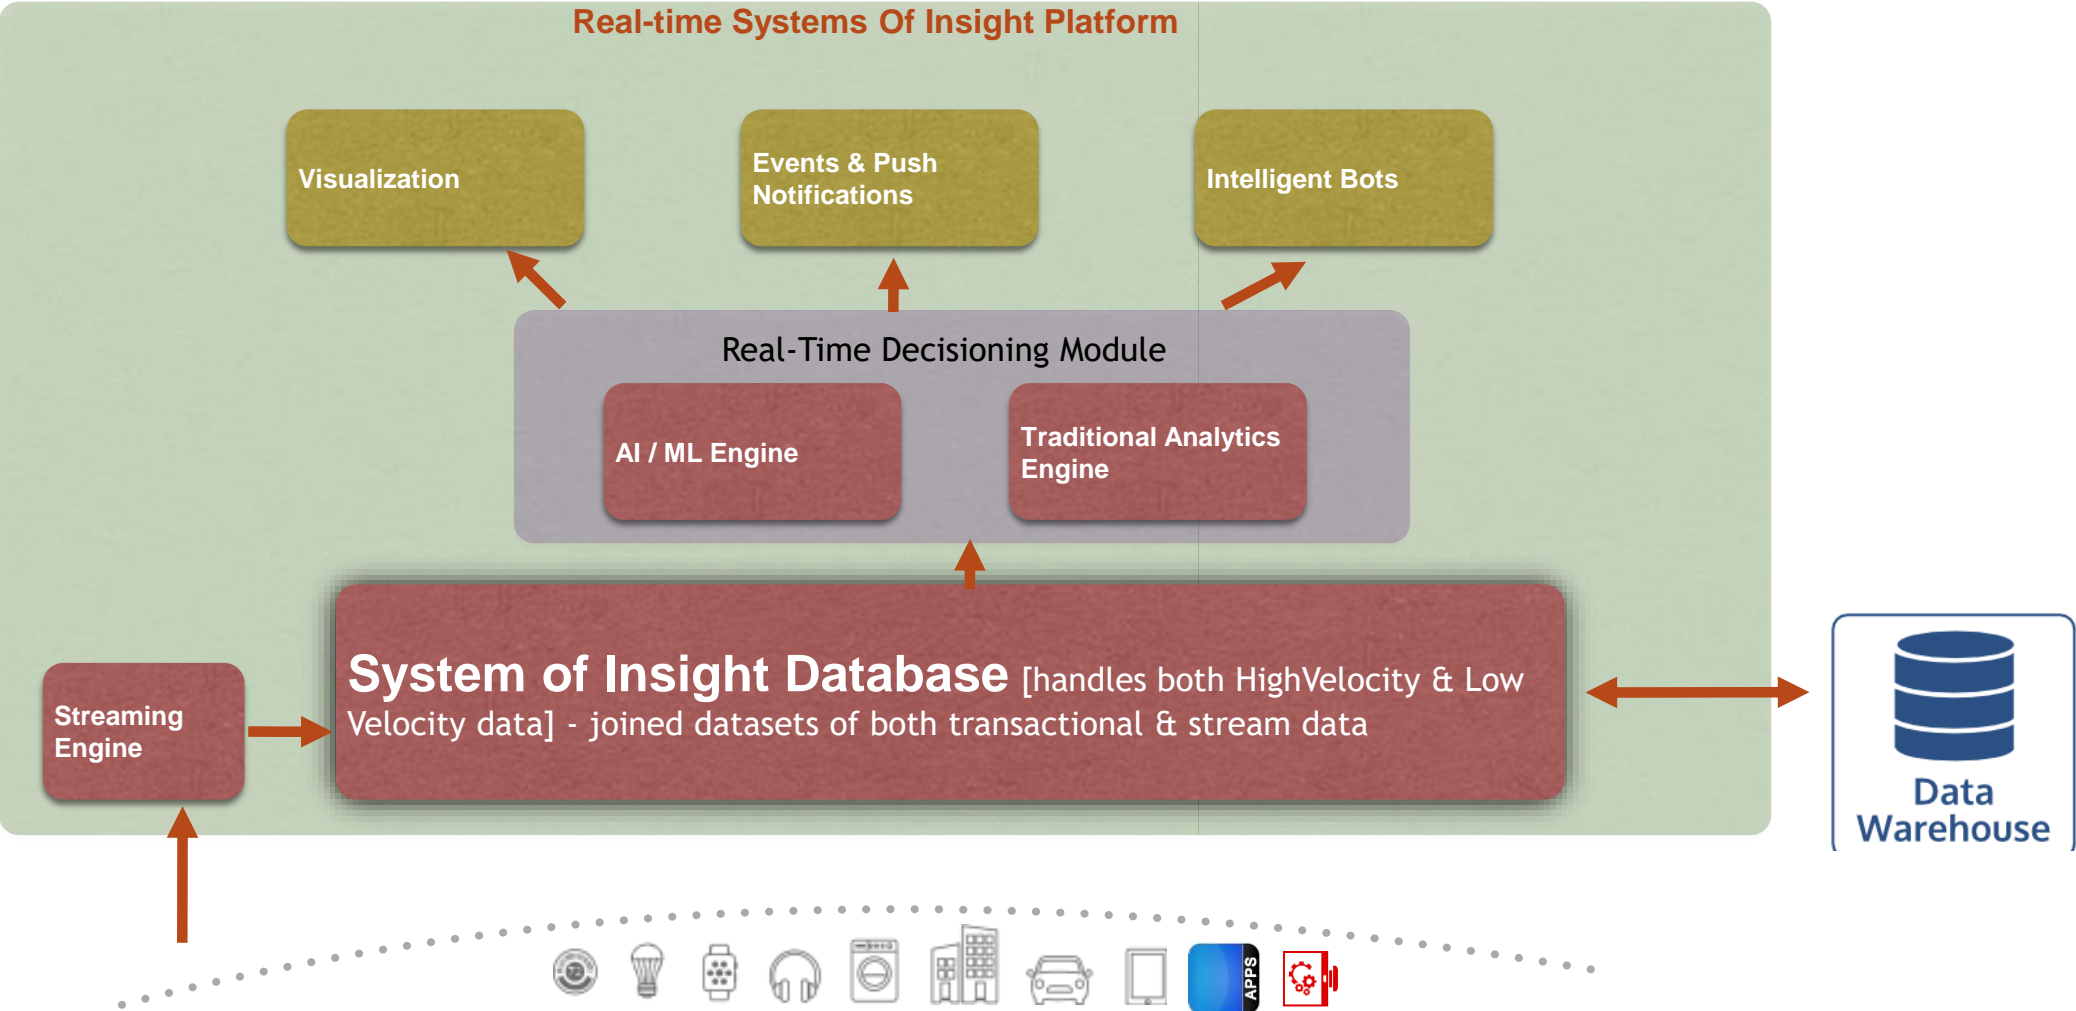 Real-time Systems Of Insight Platform
Visualization
Events & Push
Notifications
Intelligent Bots
Real-Time Decisioning Module
AI / ML Engine
Traditional Analytics
Engine
System of Insight Database [handles both HighVelocity & Low
Velocity data] - joined datasets of both transactional & stream data
Streaming
Engine
Data
Warehouse
72
APPS